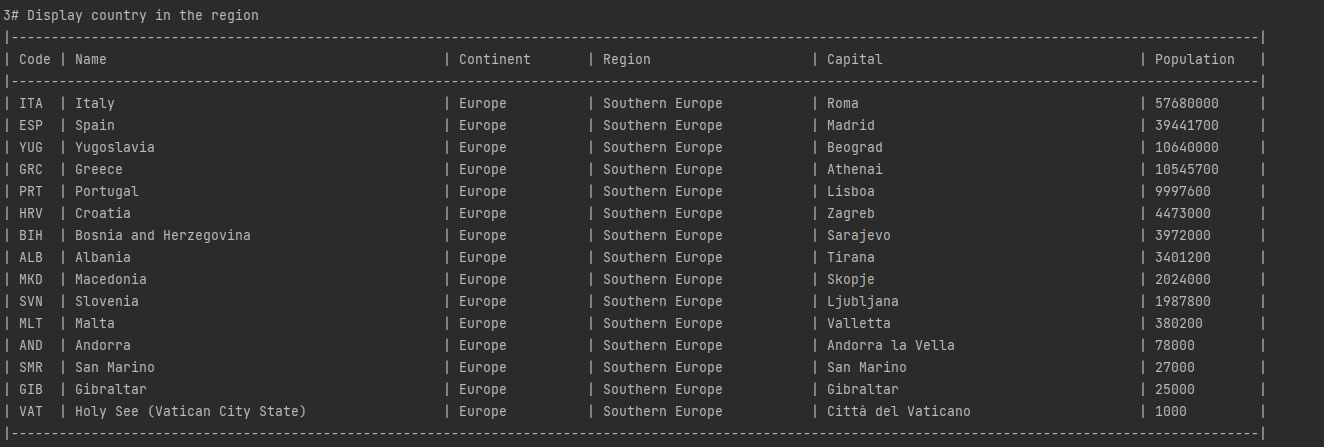 3# Display country in the region
|------------------------------------------------------------------------------------------------------------------------------------------------------------|
| Code | Name                                          | Continent       | Region                    | Capital                                | Population   |
|------------------------------------------------------------------------------------------------------------------------------------------------------------|
| ITA  | Italy                                         | Europe          | Southern Europe           | Roma                                   | 57680000     |
| ESP  | Spain                                         | Europe          | Southern Europe           | Madrid                                 | 39441700     |
| YUG  | Yugoslavia                                    | Europe          | Southern Europe           | Beograd                                | 10640000     |
| GRC  | Greece                                        | Europe          | Southern Europe           | Athenai                                | 10545700     |
| PRT  | Portugal                                      | Europe          | Southern Europe           | Lisboa                                 | 9997600      |
| HRV  | Croatia                                       | Europe          | Southern Europe           | Zagreb                                 | 4473000      |
| BIH  | Bosnia and Herzegovina                        | Europe          | Southern Europe           | Sarajevo                               | 3972000      |
| ALB  | Albania                                       | Europe          | Southern Europe           | Tirana                                 | 3401200      |
| MKD  | Macedonia                                     | Europe          | Southern Europe           | Skopje                                 | 2024000      |
| SVN  | Slovenia                                      | Europe          | Southern Europe           | Ljubljana                              | 1987800      |
| MLT  | Malta                                         | Europe          | Southern Europe           | Valletta                               | 380200       |
| AND  | Andorra                                       | Europe          | Southern Europe           | Andorra la Vella                       | 78000        |
| SMR  | San Marino                                    | Europe          | Southern Europe           | San Marino                             | 27000        |
| GIB  | Gibraltar                                     | Europe          | Southern Europe           | Gibraltar                              | 25000        |
| VAT  | Holy See (Vatican City State)                 | Europe          | Southern Europe           | Città del Vaticano                     | 1000         |
|------------------------------------------------------------------------------------------------------------------------------------------------------------|